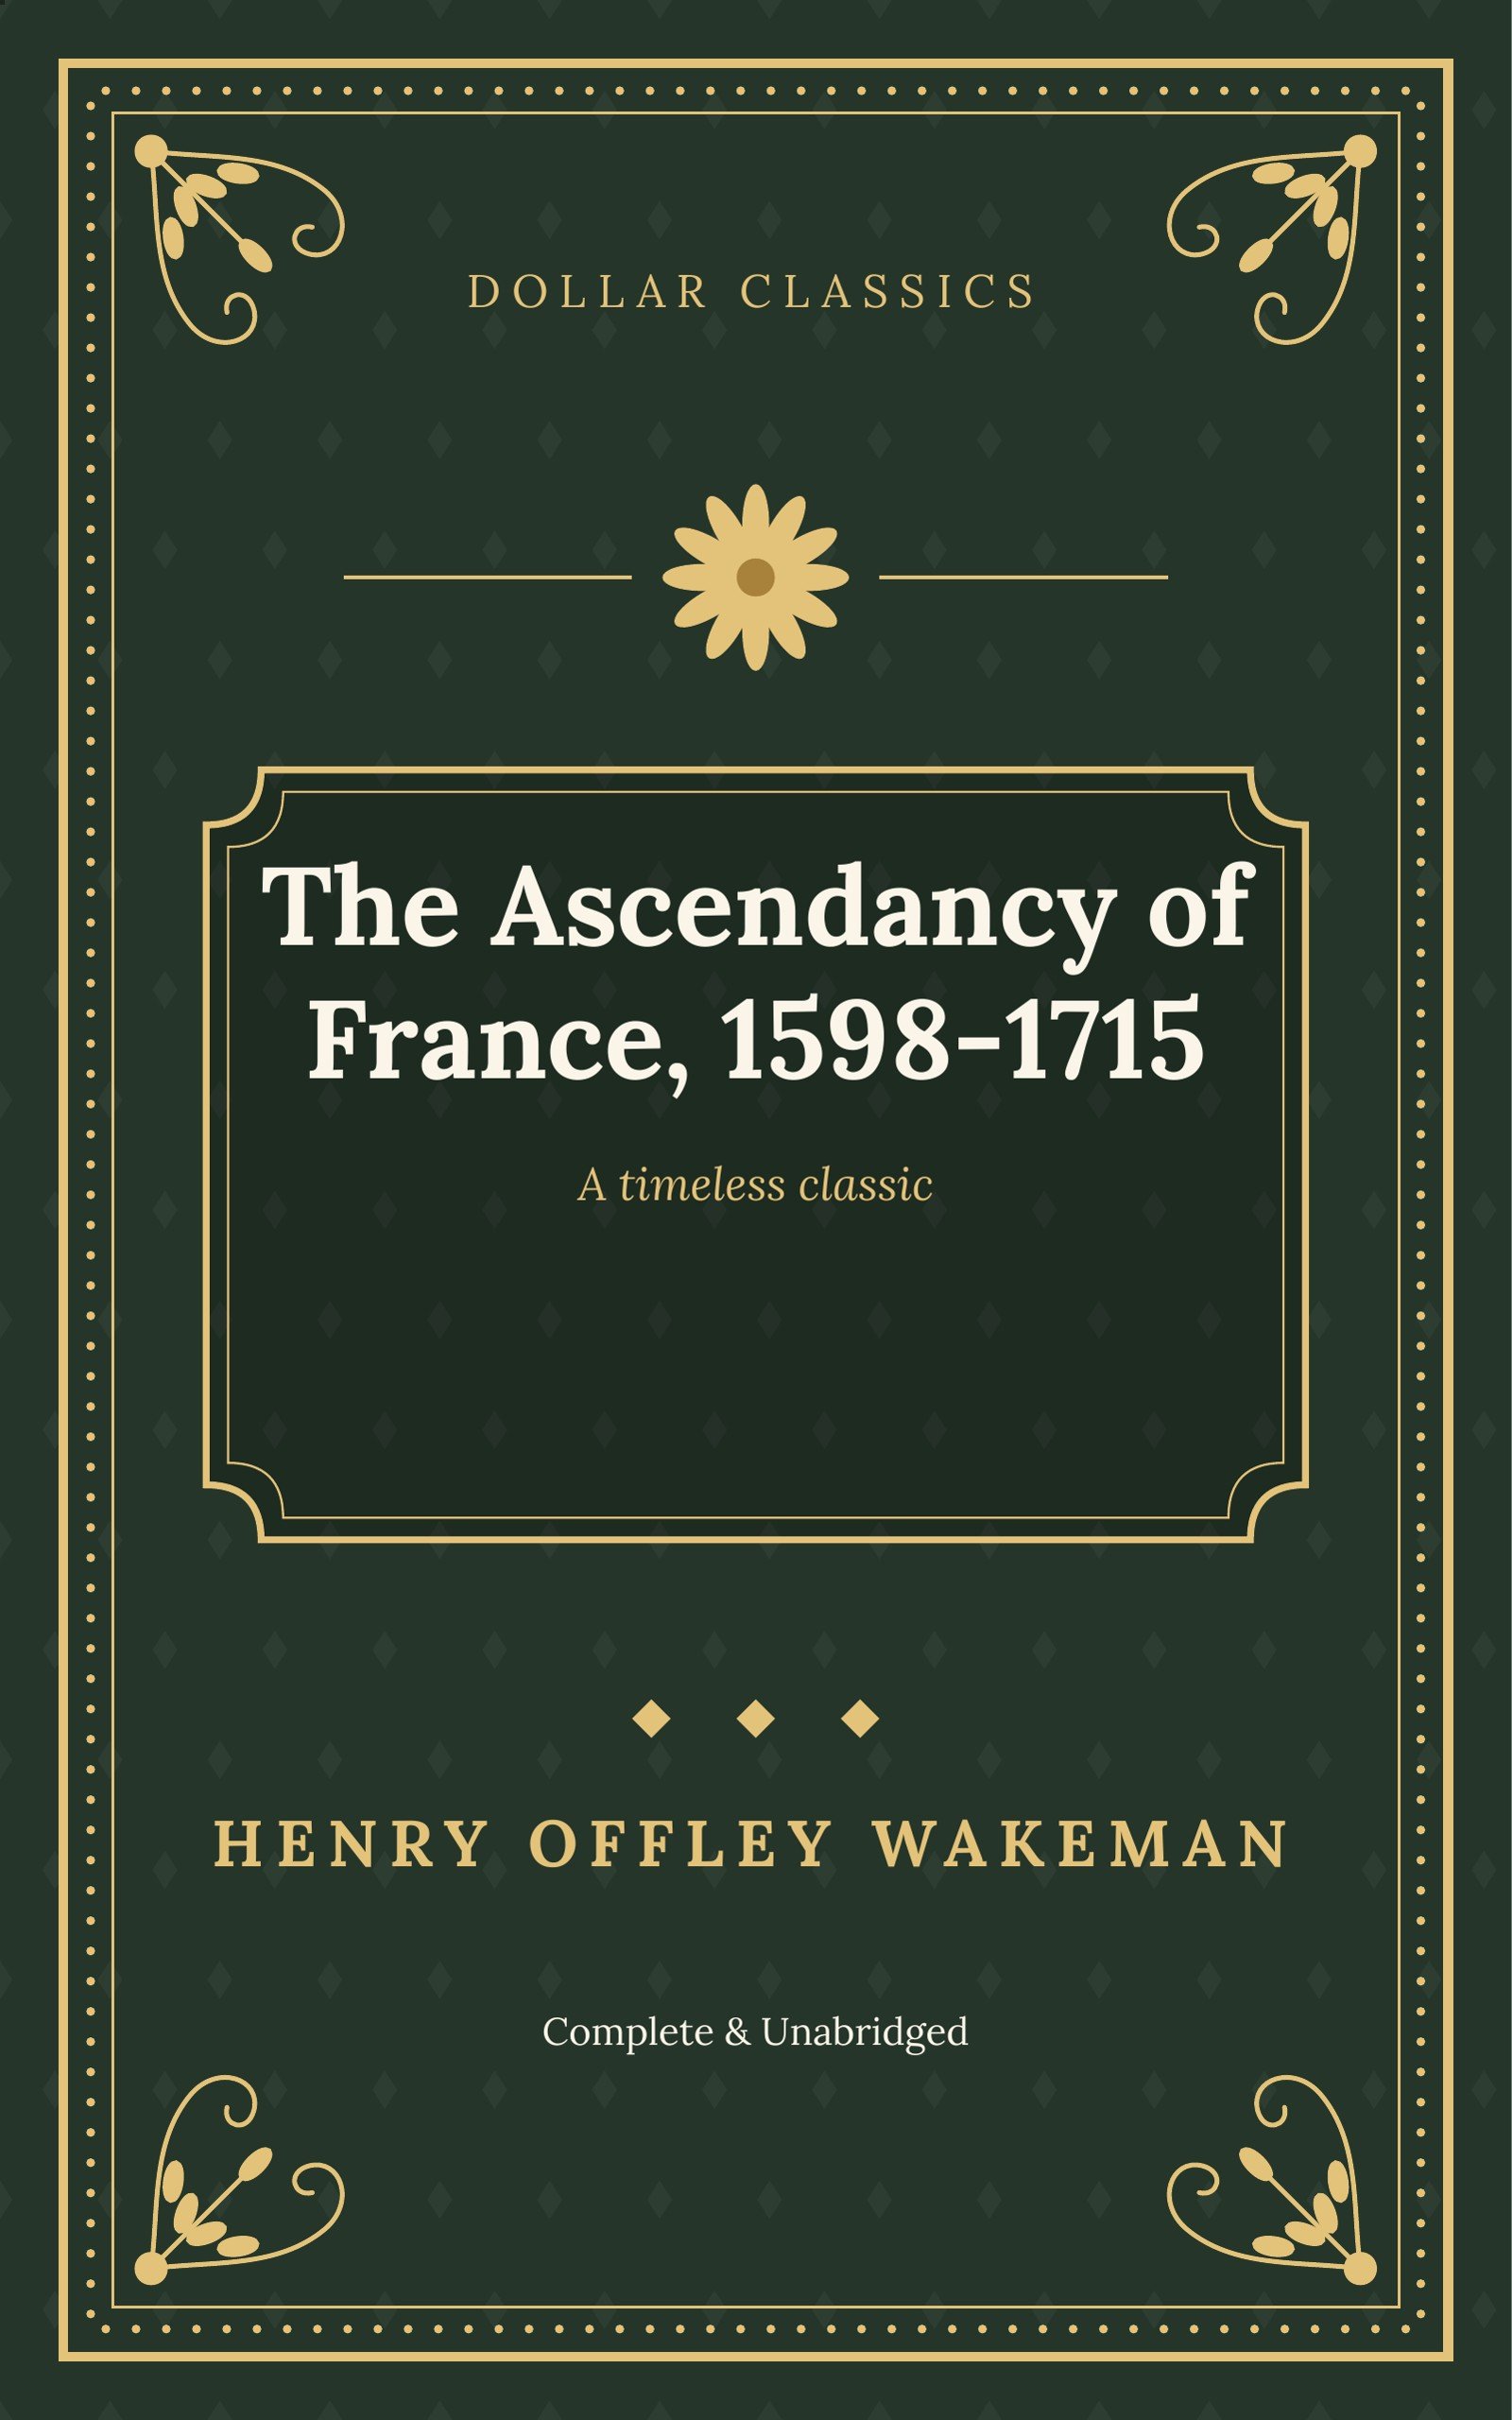 DOLLAR CLASSICS
The Ascendancy of
France, 1598–1715
A timeless classic
HENRY OFFLEY WAKEMAN
Complete & Unabridged